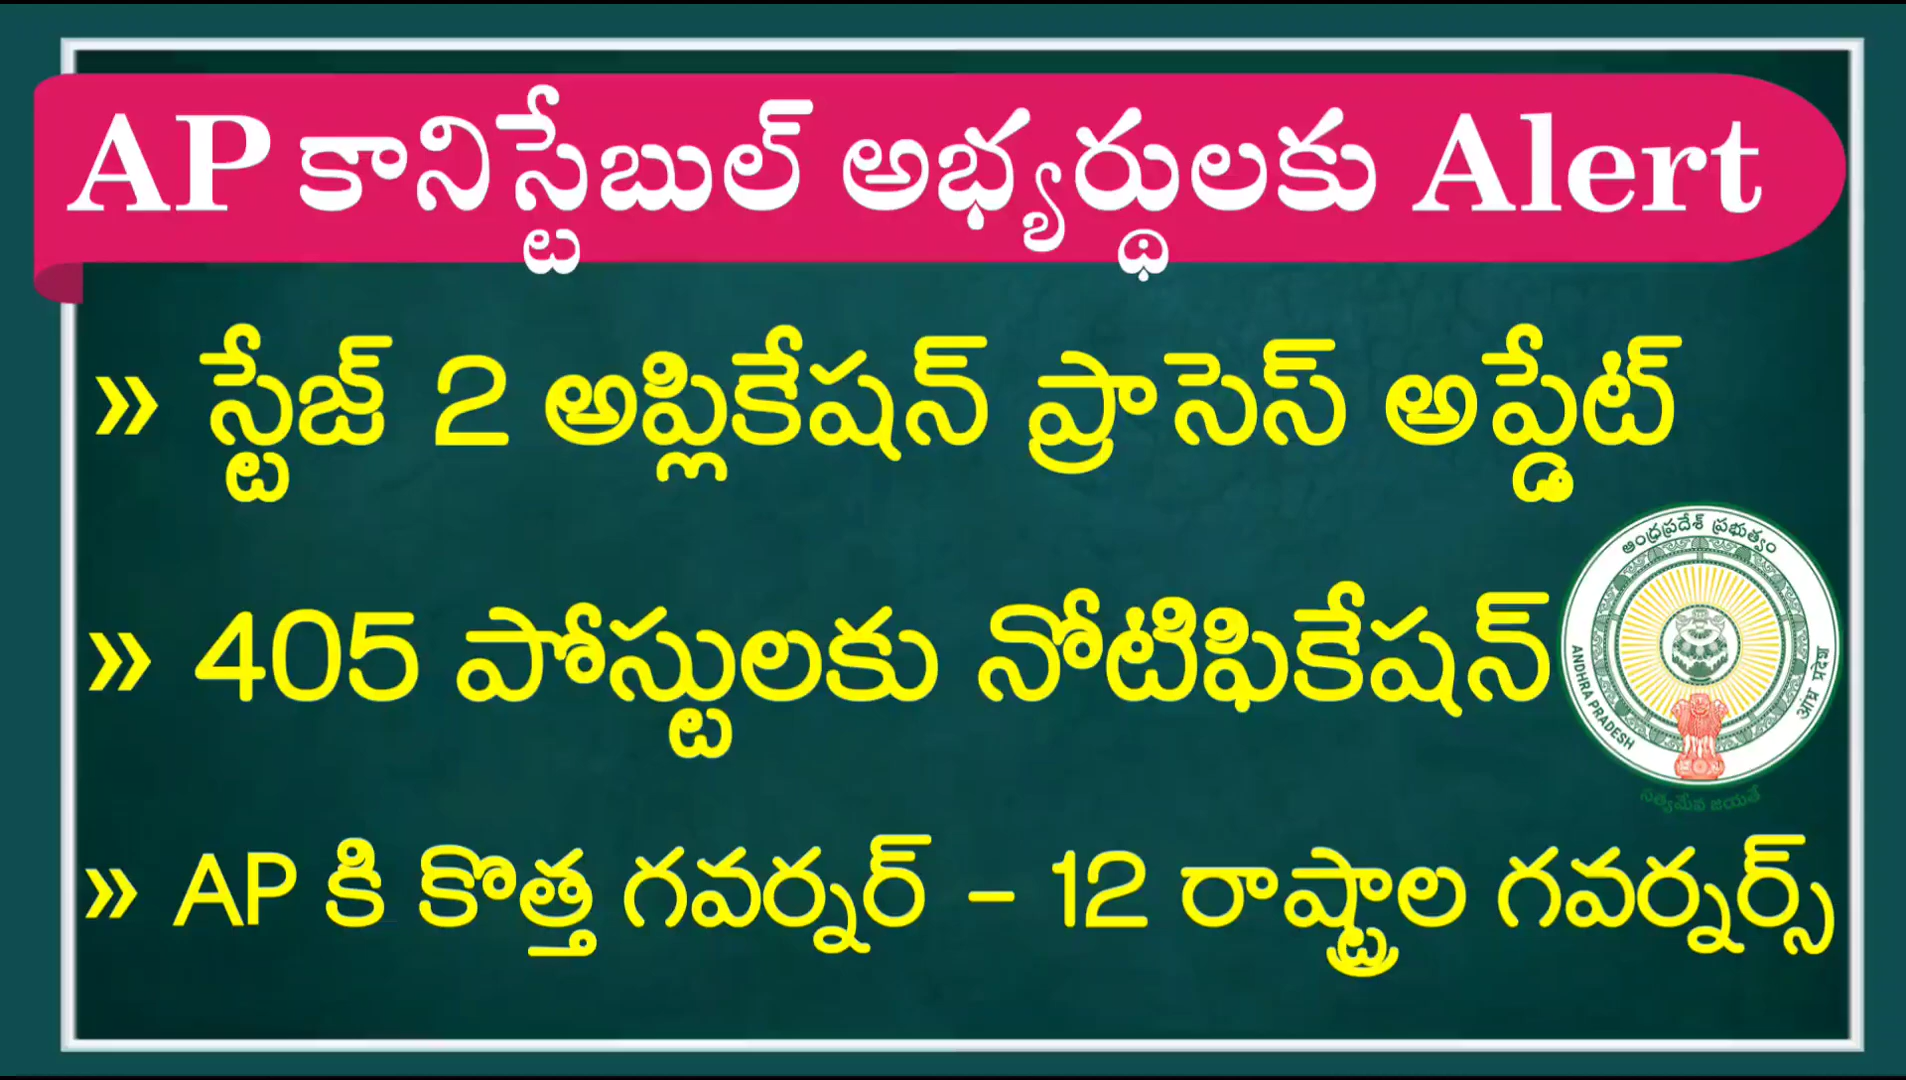 AP కానిస్టేబుల్ అభ్యర్థులకు Alert
» స్టేజ్ 2 అప్లికేషన్ ప్రాసెస్ అప్డేట్
» 405 పోస్టులకు నోటిఫికేషన్
ఆంధ్రప్రదేశ్ ప్రభుత్వం
ANDHRA PRADESH
आंध्र प्रदेश
సత్యమేవ జయతే
» AP కి కొత్త గవర్నర్ - 12 రాష్ట్రాల గవర్నర్స్